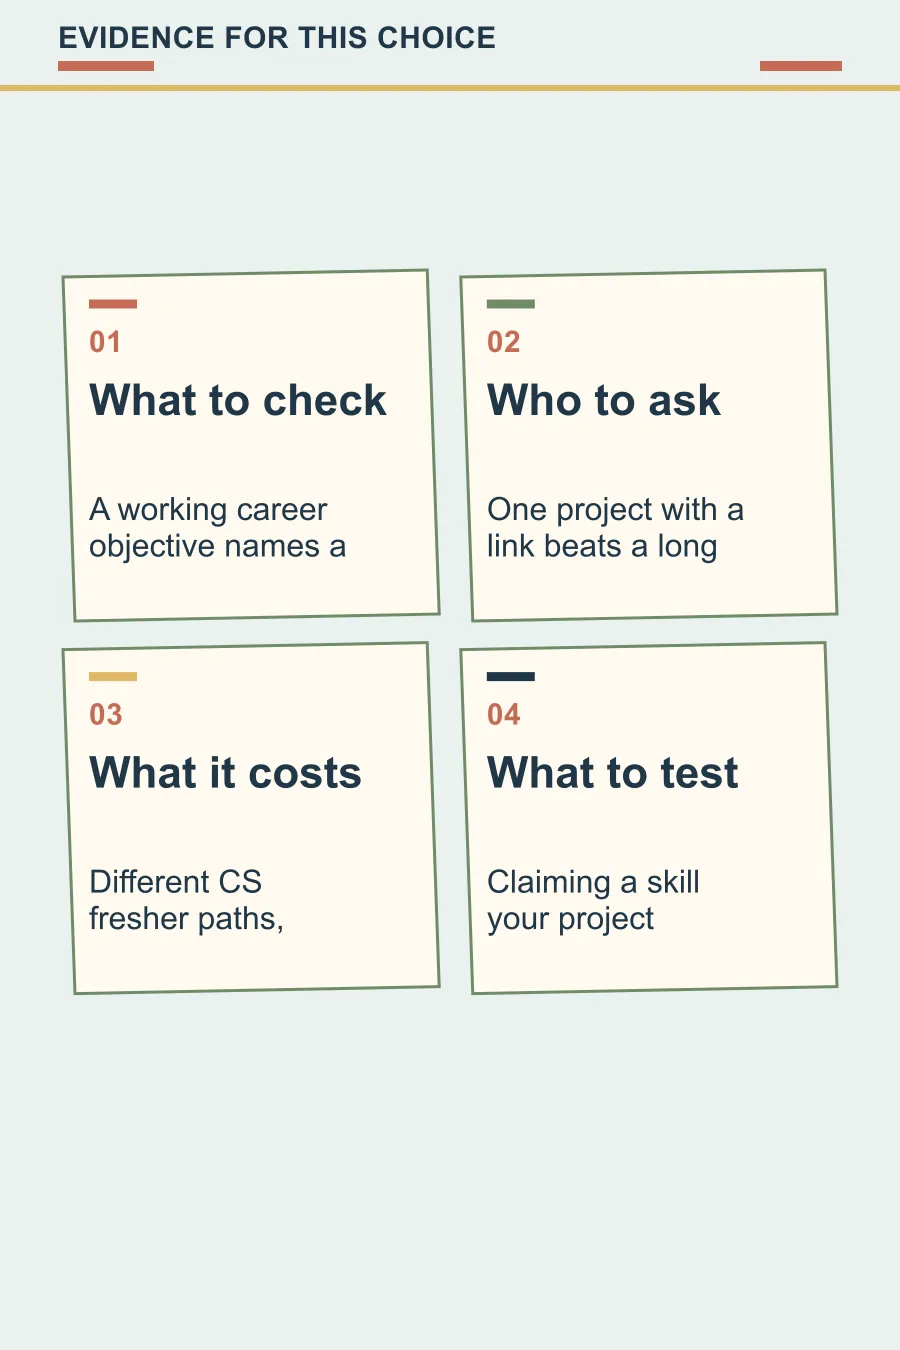 EVIDENCE FOR THIS CHOICE
01
What to check
A working career
objective names a
02
Who to ask
One project with a
link beats a long
03
What it costs
Different CS
fresher paths,
04
What to test
Claiming a skill
your project